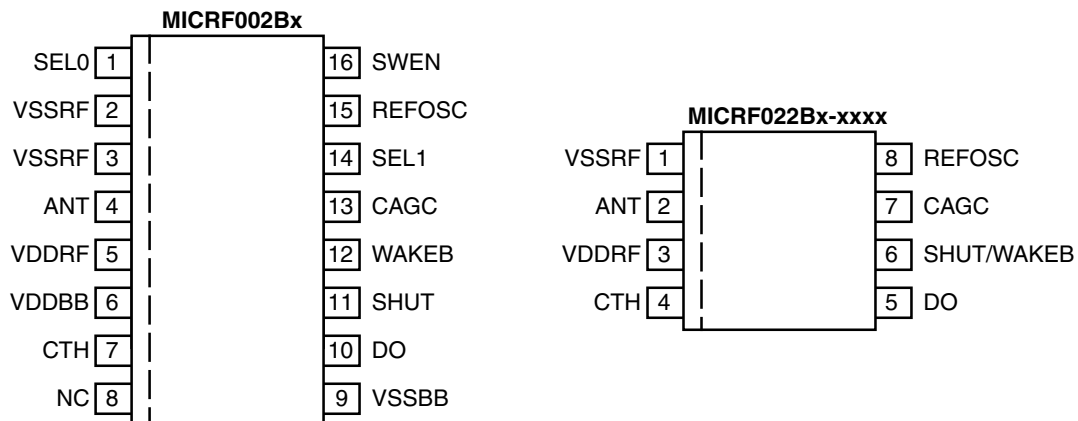 MICRF002Bx
SEL0 1 16 SWEN
VSSRF 2 15 REFOSC
VSSRF 3 14 SEL1
ANT 4 13 CAGC
VDDRF 5 12 WAKEB
VDDBB 6 11 SHUT
CTH 7 10 DO
NC 8 9 VSSBB
MICRF022Bx-xxxx
VSSRF 1 8 REFOSC
ANT 2 7 CAGC
VDDRF 3 6 SHUT/WAKEB
CTH 4 5 DO